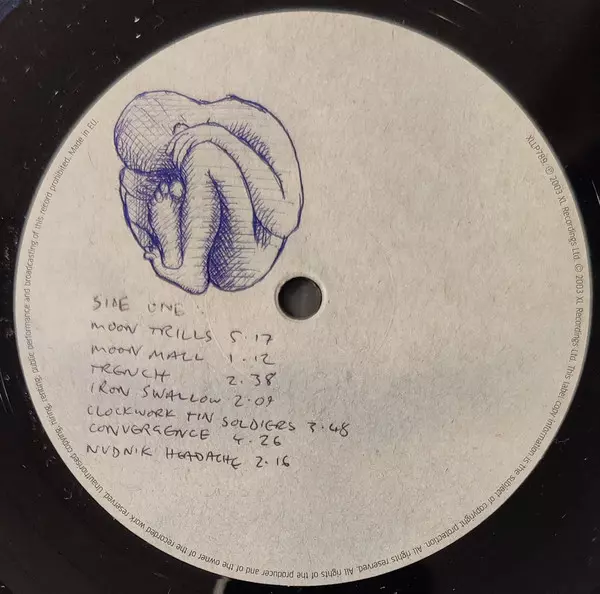 SIDE ONE.
MOON TRILLS 5.17
MOON MALL 1.12
TRENCH 2.38
IRON SWALLOW 2.09
CLOCKWORK TIN SOLDIERS 3.48
CONVERGENCE 4.26
NUDNIK HEADACHE 2.16
XLLP789. ℗ 2003 XL Recordings Ltd. © 2003 XL Recordings Ltd. This label copy information is the subject of copyright protection. All rights reserved. All rights of the producer and of the owner of the recorded work reserved. Unauthorised copying, hiring, renting, public performance and broadcasting of this record prohibited. Made in EU.